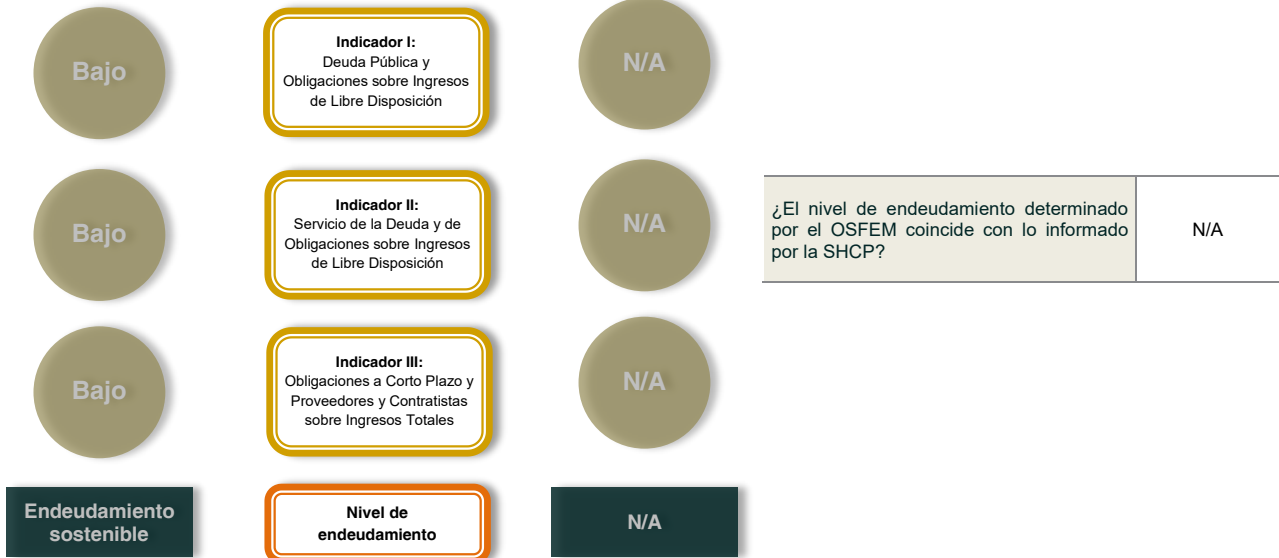 Bajo
Indicador I:
Deuda Pública y
Obligaciones sobre Ingresos
de Libre Disposición
N/A
Bajo
Indicador II:
Servicio de la Deuda y de
Obligaciones sobre Ingresos
de Libre Disposición
N/A
¿El nivel de endeudamiento determinado
por el OSFEM coincide con lo informado
por la SHCP?
N/A
Bajo
Indicador III:
Obligaciones a Corto Plazo y
Proveedores y Contratistas
sobre Ingresos Totales
N/A
Endeudamiento
sostenible
Nivel de
endeudamiento
N/A